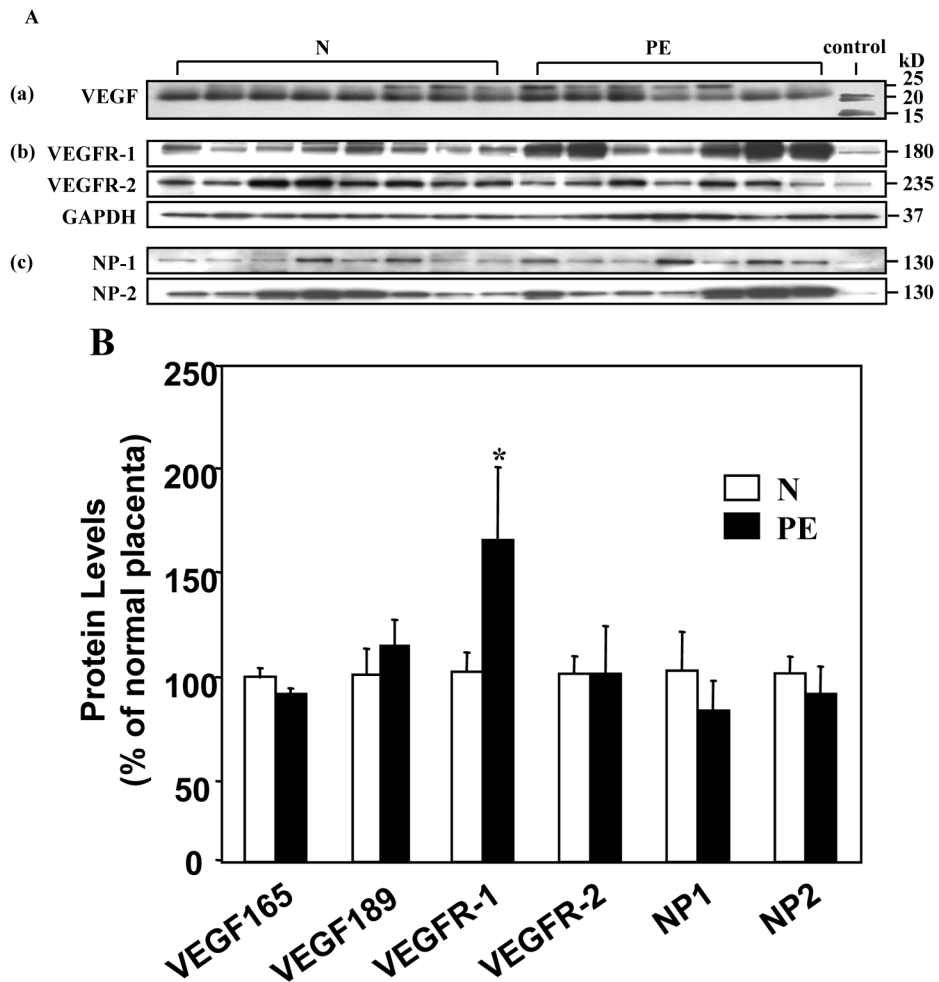 A
N PE control kD
(a) VEGF 25
20
15
(b) VEGFR-1 180
VEGFR-2 235
GAPDH 37
(c) NP-1 130
NP-2 130
B
Protein Levels
(% of normal placenta)
250
200
150
100
50
0
*
N
PE
VEGF165 VEGF189 VEGFR-1 VEGFR-2 NP1 NP2